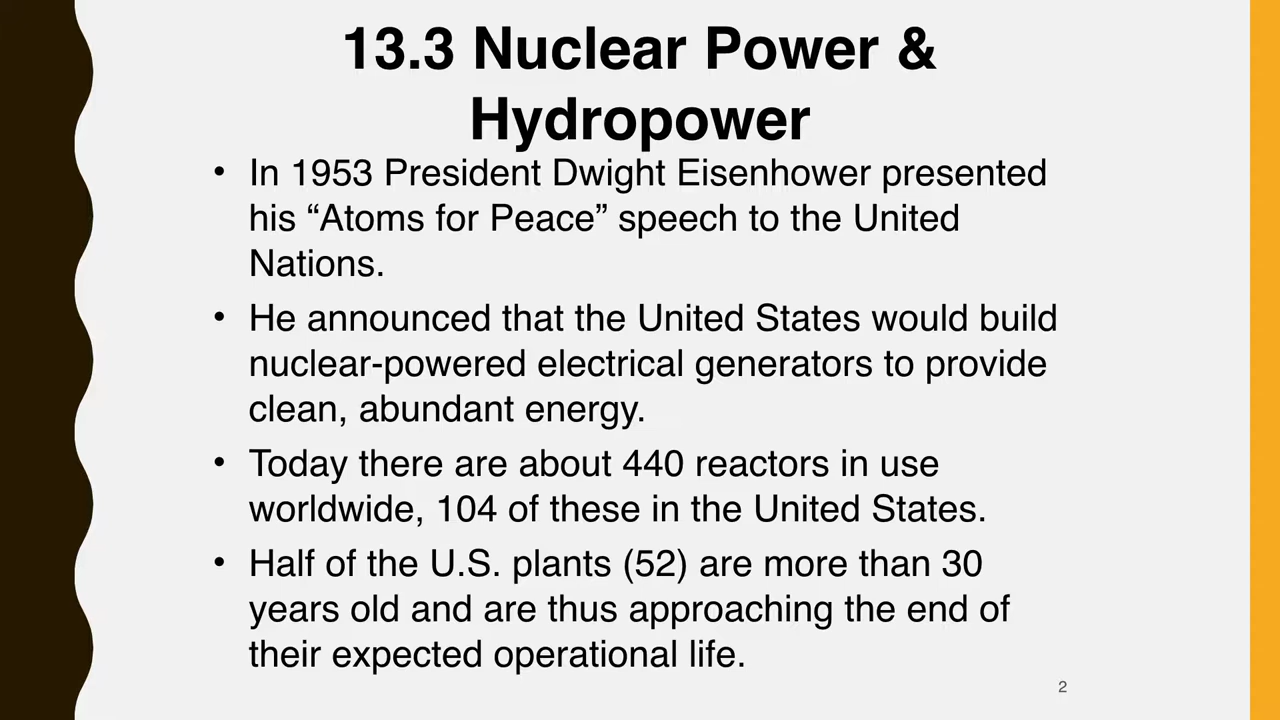 13.3 Nuclear Power &
Hydropower
• In 1953 President Dwight Eisenhower presented
his “Atoms for Peace” speech to the United
Nations.
• He announced that the United States would build
nuclear-powered electrical generators to provide
clean, abundant energy.
• Today there are about 440 reactors in use
worldwide, 104 of these in the United States.
• Half of the U.S. plants (52) are more than 30
years old and are thus approaching the end of
their expected operational life.
2